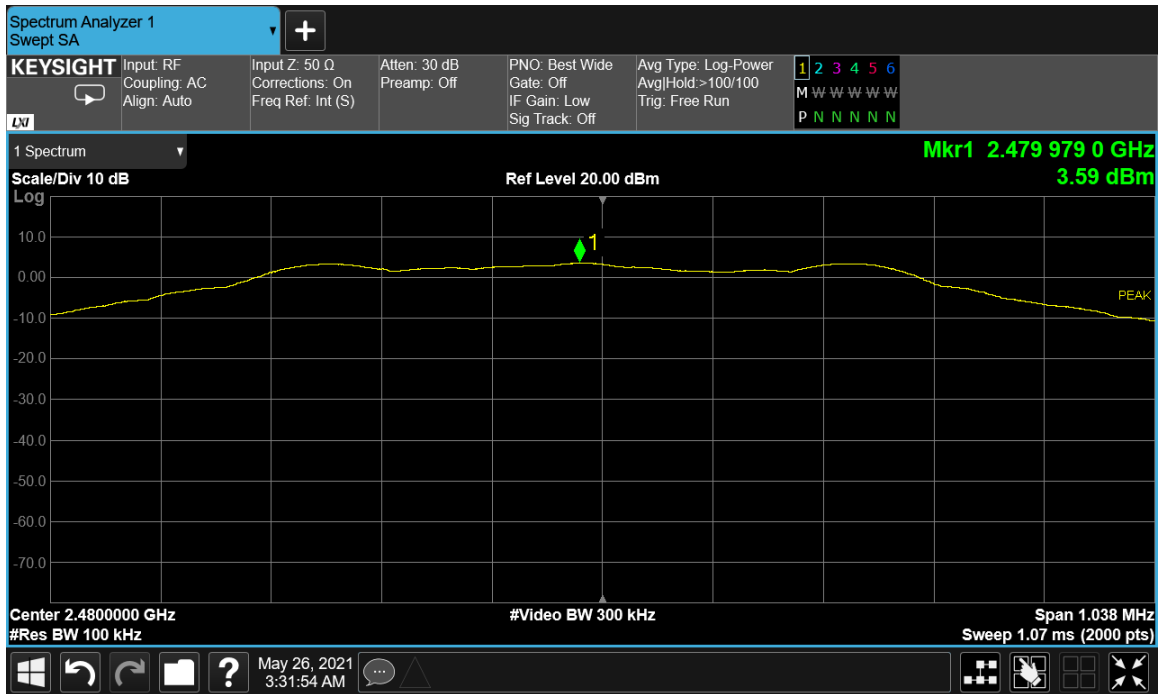 Spectrum Analyzer 1
Swept SA
▼
+
KEYSIGHT
LXI
Input: RF
Coupling: AC
Align: Auto
Input Z: 50 Ω
Corrections: On
Freq Ref: Int (S)
Atten: 30 dB
Preamp: Off
PNO: Best Wide
Gate: Off
IF Gain: Low
Sig Track: Off
Avg Type: Log-Power
Avg|Hold:>100/100
Trig: Free Run
1 2 3 4 5 6
M W W W W W
P N N N N N
1 Spectrum ▼
Mkr1 2.479 979 0 GHz
Scale/Div 10 dB Ref Level 20.00 dBm 3.59 dBm
Log
10.0
1
0.00
PEAK
-10.0
-20.0
-30.0
-40.0
-50.0
-60.0
-70.0
Center 2.4800000 GHz #Video BW 300 kHz Span 1.038 MHz
#Res BW 100 kHz Sweep 1.07 ms (2000 pts)
? May 26, 2021
3:31:54 AM